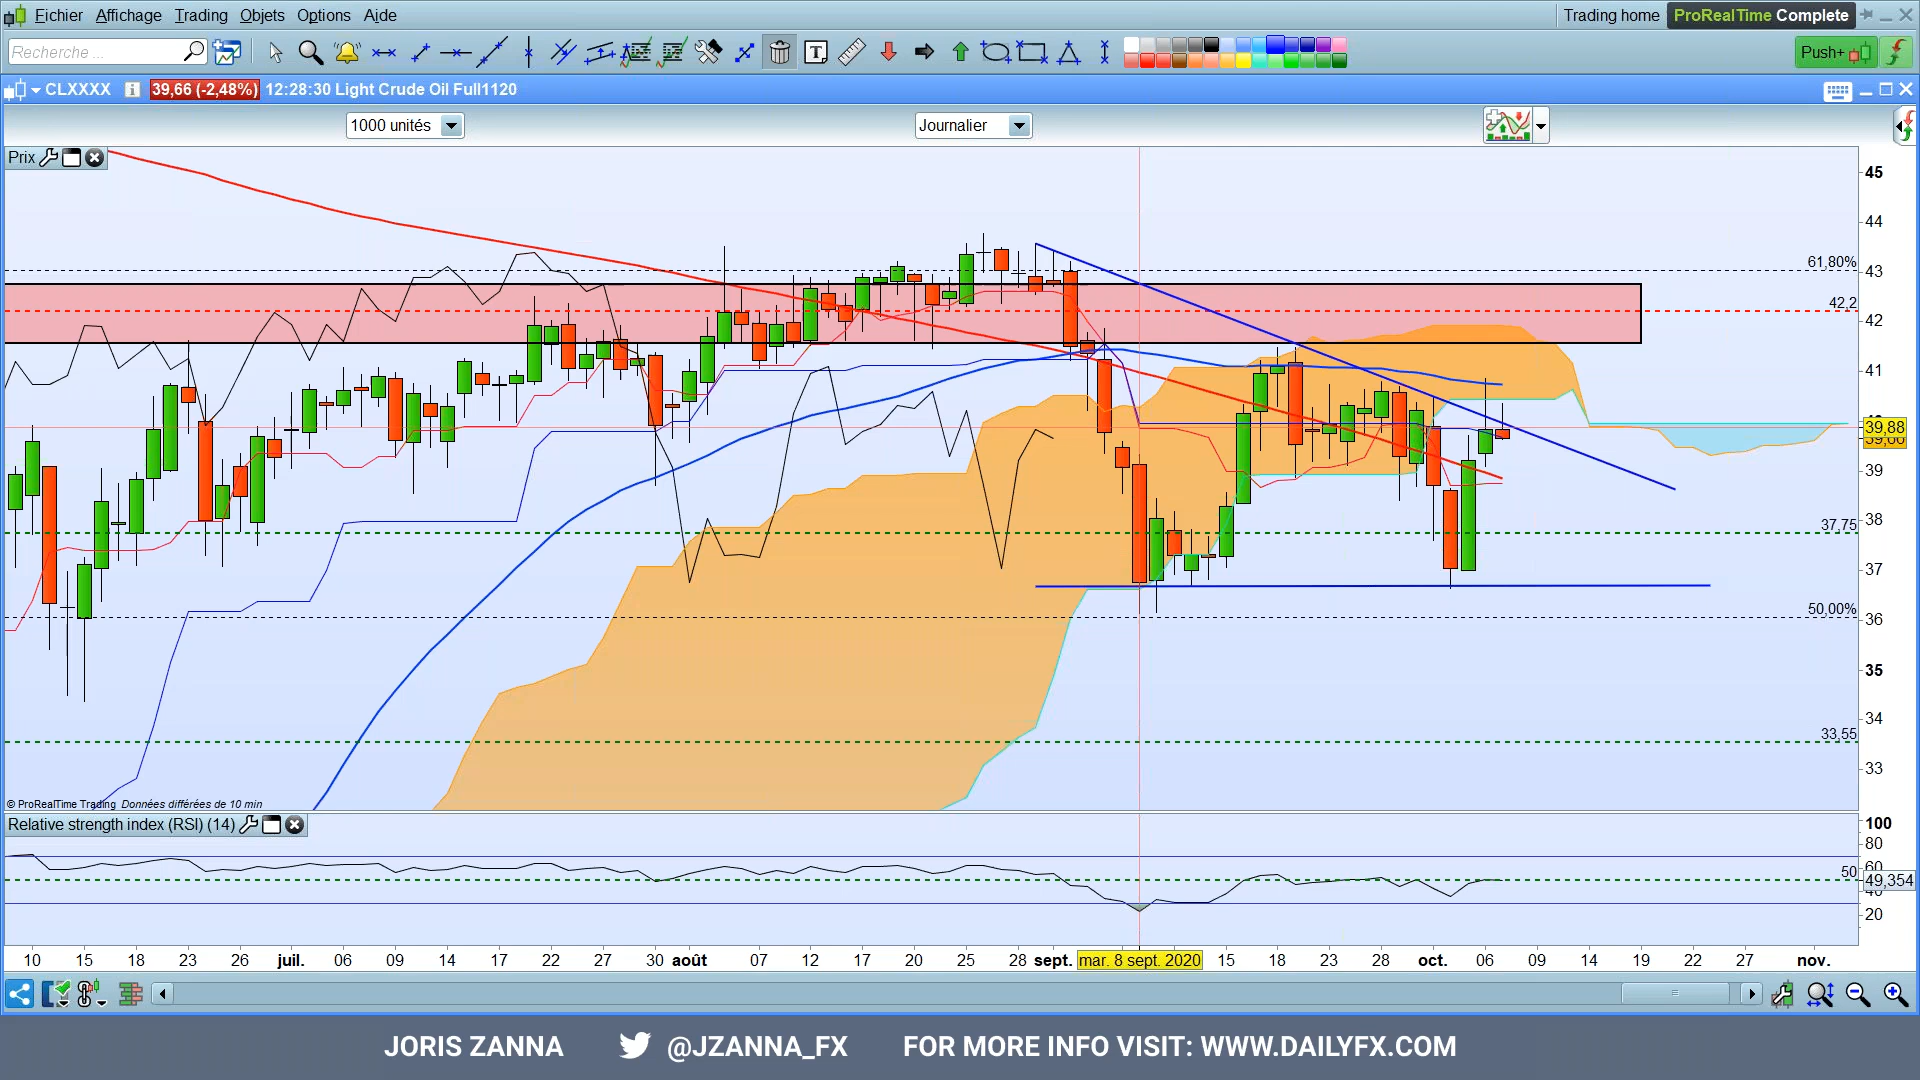 Fichier Affichage Trading Objets Options Aide Trading home ProRealTime Complete
Recherche ... Push+
CLXXXX 39,66 (-2,48%) 12:28:30 Light Crude Oil Full1120
1000 unités Journalier
Prix
45
44
61,80%
43
42,2
42
41
39,88
39
38
37,75
37
50,00%
36
35
34
33,55
33
© ProRealTime Trading Données différées de 10 min
Relative strength index (RSI) (14)
100
80
60
50
49,354
40
20
10 15 18 23 26 juil. 06 09 14 17 22 27 30 août 07 12 17 20 25 28 sept. mar. 8 sept. 2020 15 18 23 28 oct. 06 09 14 19 22 27 nov.
JORIS ZANNA @JZANNA_FX FOR MORE INFO VISIT: WWW.DAILYFX.COM